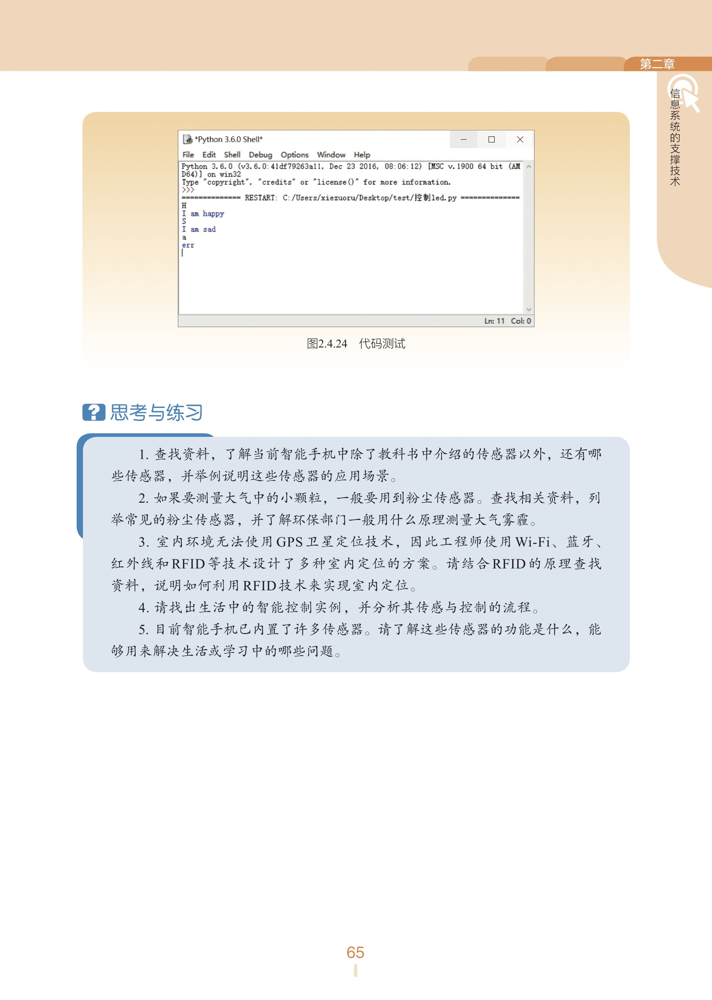 第二章
信息系统的支撑技术
*Python 3.6.0 Shell*
File Edit Shell Debug Options Window Help
Python 3.6.0 (v3.6.0:41df79263a11, Dec 23 2016, 08:06:12) [MSC v.1900 64 bit (AM
D64)] on win32
Type "copyright", "credits" or "license()" for more information.
>>>
============== RESTART: C:/Users/xiezuoru/Desktop/test/控制led.py ==============
H
I am happy
S
I am sad
a
err
Ln: 11 Col: 0
图2.4.24 代码测试
? 思考与练习
1. 查找资料，了解当前智能手机中除了教科书中介绍的传感器以外，还有哪
些传感器，并举例说明这些传感器的应用场景。
2. 如果要测量大气中的小颗粒，一般要用到粉尘传感器。查找相关资料，列
举常见的粉尘传感器，并了解环保部门一般用什么原理测量大气雾霾。
3. 室内环境无法使用GPS卫星定位技术，因此工程师使用Wi-Fi、蓝牙、
红外线和RFID等技术设计了多种室内定位的方案。请结合RFID的原理查找
资料，说明如何利用RFID技术来实现室内定位。
4. 请找出生活中的智能控制实例，并分析其传感与控制的流程。
5. 目前智能手机已内置了许多传感器。请了解这些传感器的功能是什么，能
够用来解决生活或学习中的哪些问题。
65